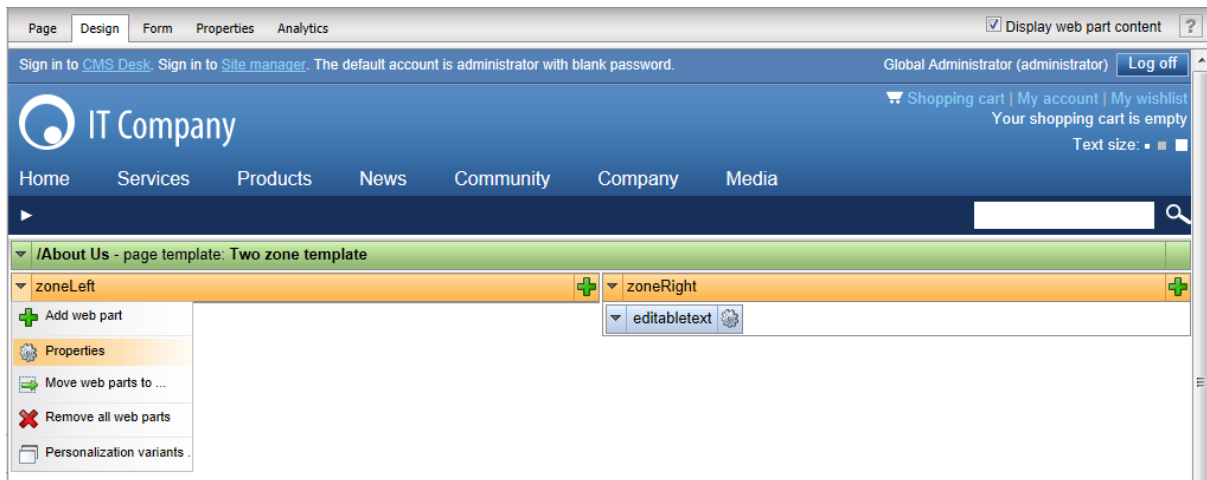 Page Design Form Properties Analytics Display web part content ?
Sign in to CMS Desk. Sign in to Site manager. The default account is administrator with blank password. Global Administrator (administrator) Log off
Shopping cart | My account | My wishlist
IT Company
Your shopping cart is empty
Text size:
Home Services Products News Community Company Media
/About Us - page template: Two zone template
zoneLeft zoneRight
Add web part editabletext
Properties
Move web parts to ...
Remove all web parts
Personalization variants .